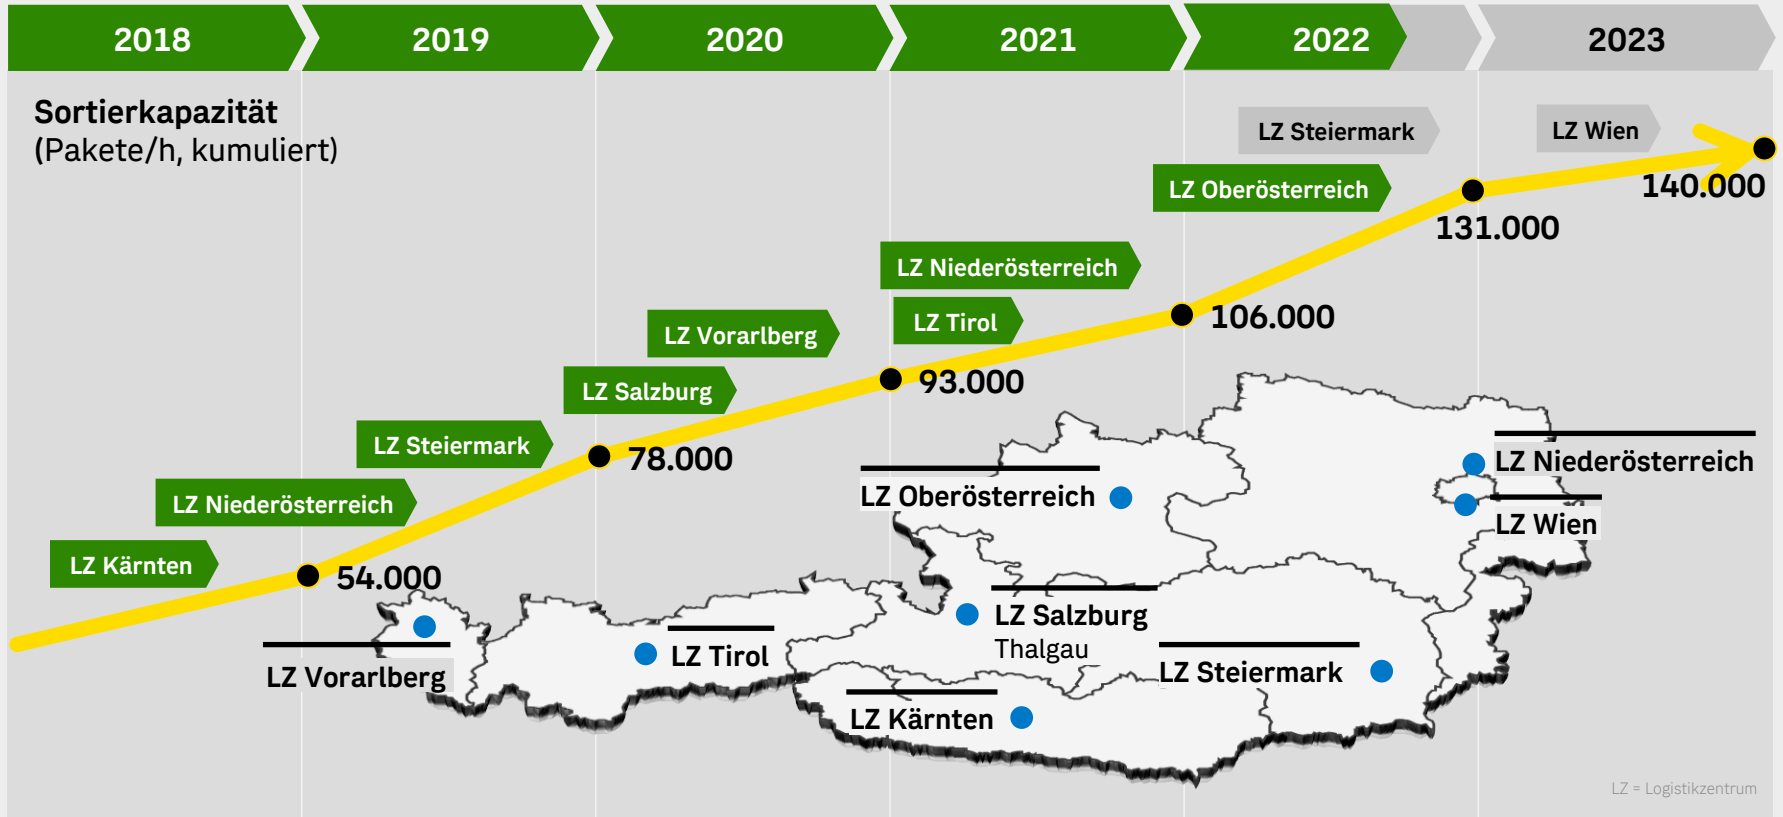 2018
2019
2020
2021
2022
2023
Sortierkapazität
(Pakete/h, kumuliert)
LZ Steiermark
LZ Wien
140.000
LZ Oberösterreich
131.000
LZ Niederösterreich
LZ Tirol
106.000
LZ Vorarlberg
93.000
LZ Salzburg
LZ Steiermark
78.000
LZ Niederösterreich
LZ Kärnten
54.000
LZ Niederösterreich
LZ Oberösterreich
LZ Wien
LZ Salzburg
Thalgau
LZ Tirol
LZ Vorarlberg
LZ Steiermark
LZ Kärnten
LZ = Logistikzentrum